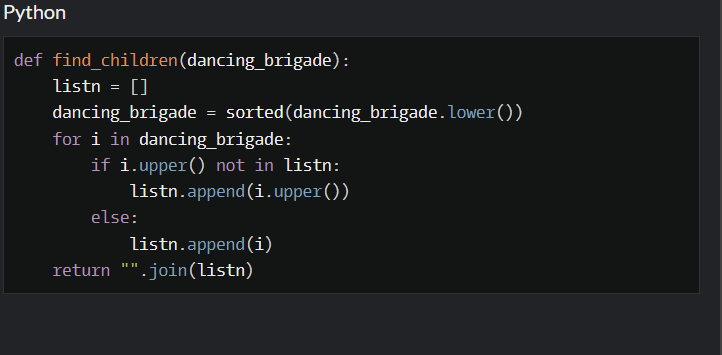 Python
def find_children(dancing_brigade):
    listn = []
    dancing_brigade = sorted(dancing_brigade.lower())
    for i in dancing_brigade:
        if i.upper() not in listn:
            listn.append(i.upper())
        else:
            listn.append(i)
    return "".join(listn)